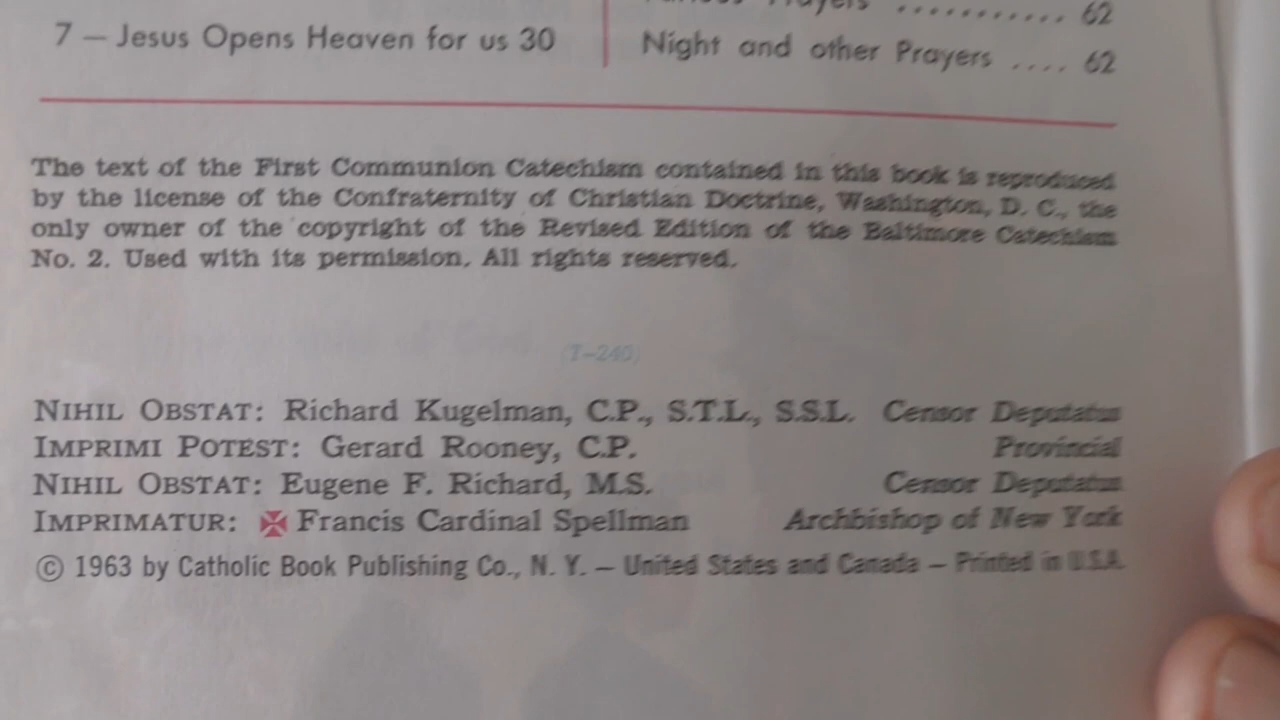 Prayers ........... 62
7 — Jesus Opens Heaven for us 30
Night and other Prayers .... 62
The text of the First Communion Catechism contained in this book is reproduced
by the license of the Confraternity of Christian Doctrine, Washington, D. C., the
only owner of the copyright of the Revised Edition of the Baltimore Catechism
No. 2. Used with its permission. All rights reserved.
(T-240)
NIHIL OBSTAT: Richard Kugelman, C.P., S.T.L., S.S.L. Censor Deputatus
IMPRIMI POTEST: Gerard Rooney, C.P. Provincial
NIHIL OBSTAT: Eugene F. Richard, M.S. Censor Deputatus
IMPRIMATUR: ✠ Francis Cardinal Spellman Archbishop of New York
© 1963 by Catholic Book Publishing Co., N. Y. — United States and Canada — Printed in U.S.A.